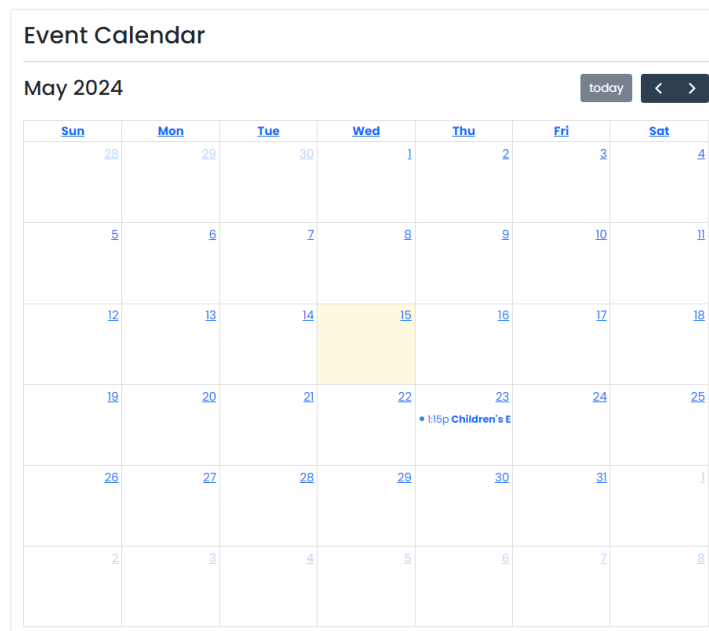 Event Calendar
May 2024 today
Sun Mon Tue Wed Thu Fri Sat
28 29 30 1 2 3 4
5 6 7 8 9 10 11
12 13 14 15 16 17 18
19 20 21 22 23 24 25
1:15p Children's E
26 27 28 29 30 31 1
2 3 4 5 6 7 8